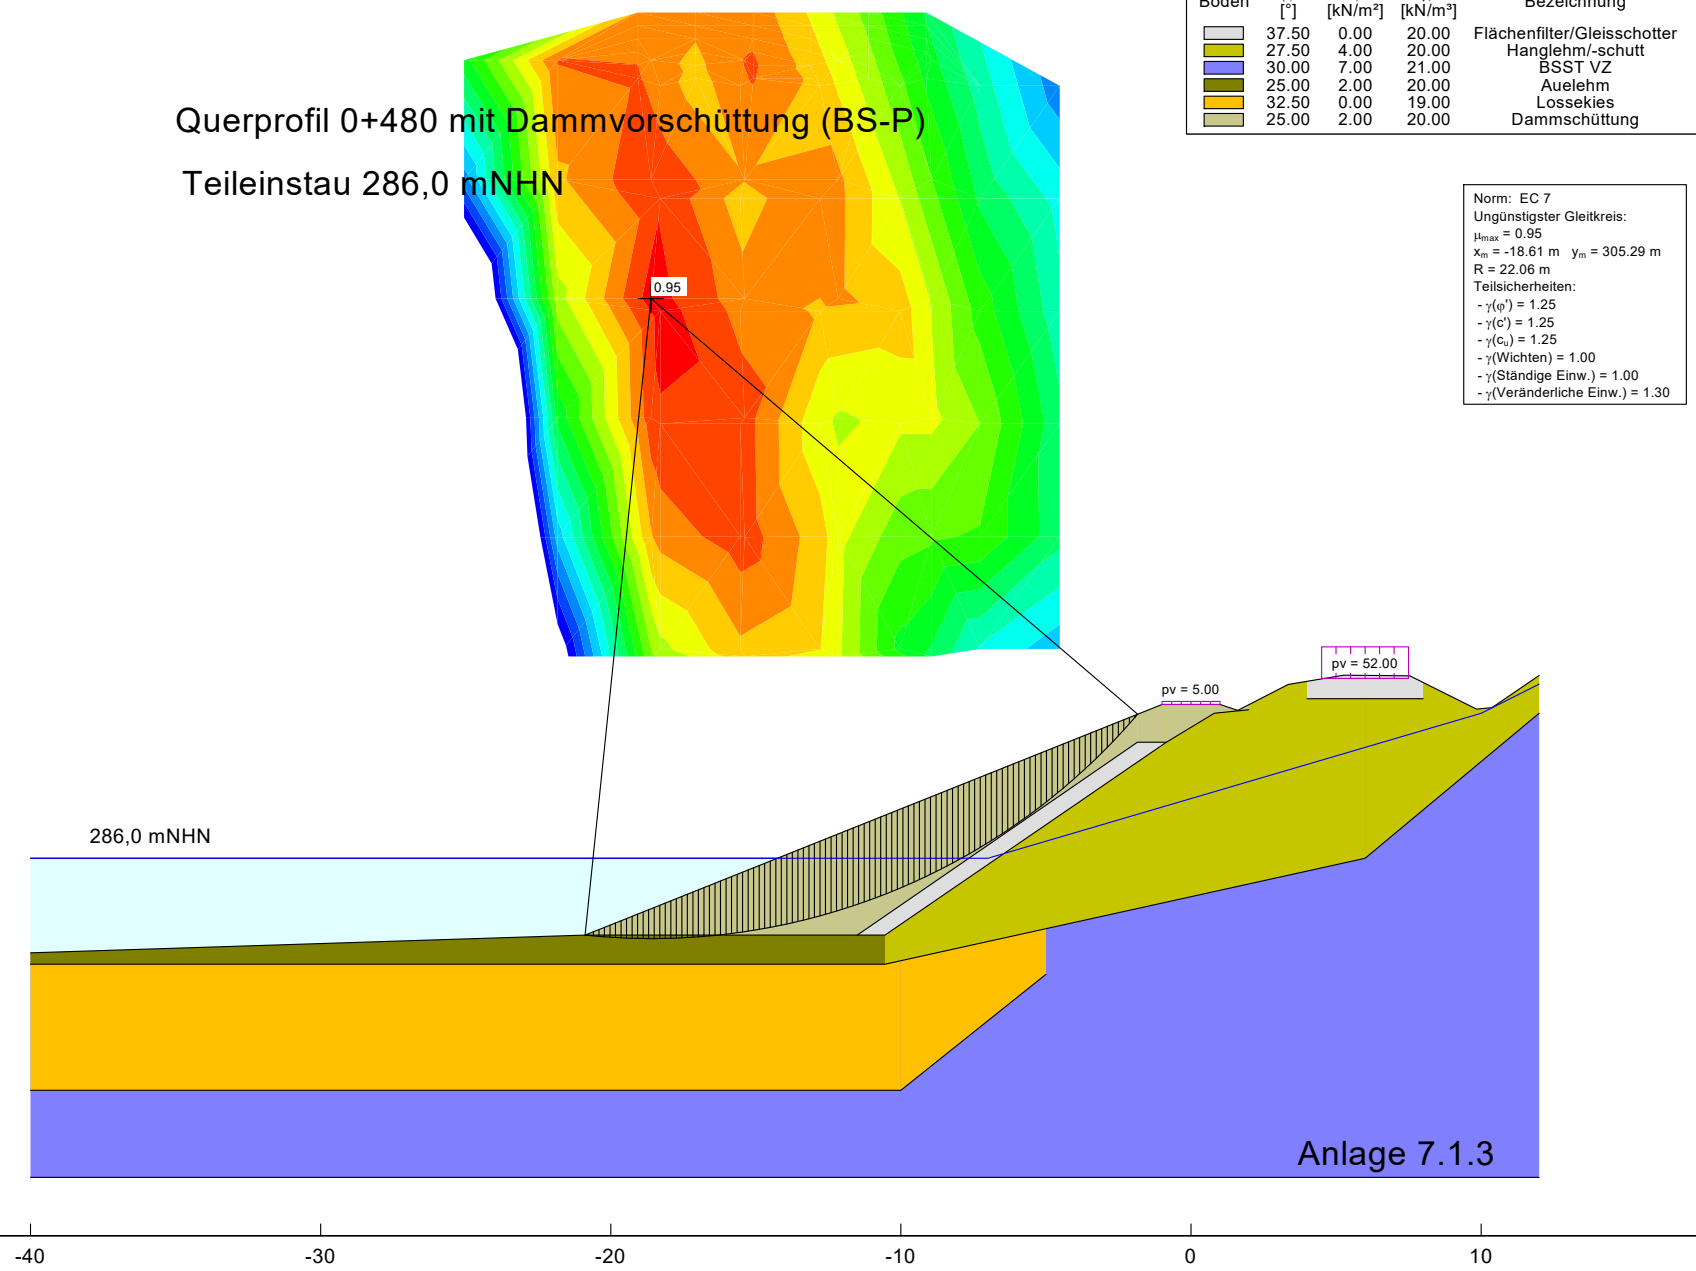 Boden [°] [kN/m²] [kN/m³] Bezeichnung
37.50 0.00 20.00 Flächenfilter/Gleisschotter
27.50 4.00 20.00 Hanglehm/-schutt
30.00 7.00 21.00 BSST VZ
25.00 2.00 20.00 Auelehm
32.50 0.00 19.00 Lossekies
25.00 2.00 20.00 Dammschüttung
Querprofil 0+480 mit Dammvorschüttung (BS-P)
Teileinstau 286,0 mNHN
Norm: EC 7
Ungünstigster Gleitkreis:
μmax = 0.95
xm = -18.61 m ym = 305.29 m
R = 22.06 m
Teilsicherheiten:
- γ(φ') = 1.25
- γ(c') = 1.25
- γ(cu) = 1.25
- γ(Wichten) = 1.00
- γ(Ständige Einw.) = 1.00
- γ(Veränderliche Einw.) = 1.30
0.95
pv = 52.00
pv = 5.00
286,0 mNHN
Anlage 7.1.3
-40 -30 -20 -10 0 10